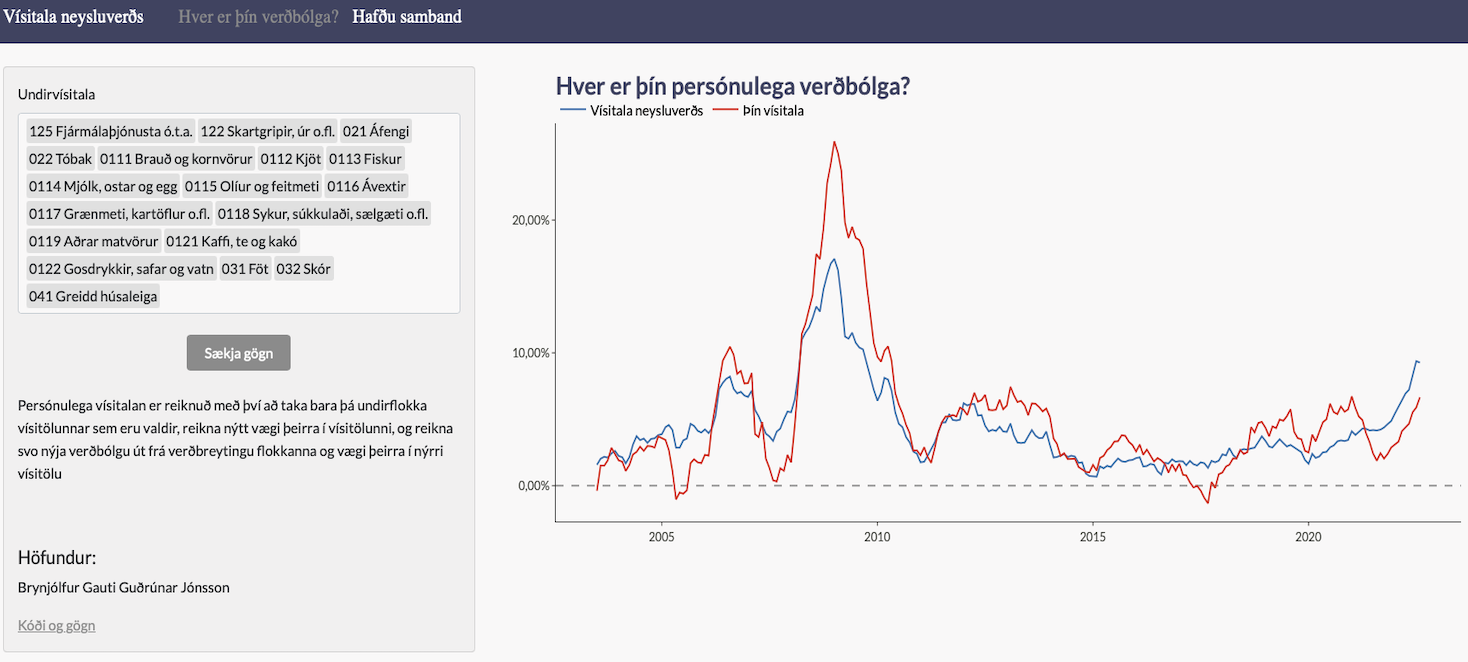 Vísitala neysluverðs Hver er þín verðbólga? Hafðu samband
Undirvísitala
125 Fjármálaþjónusta ó.t.a. 122 Skartgripir, úr o.fl. 021 Áfengi
022 Tóbak 0111 Brauð og kornvörur 0112 Kjöt 0113 Fiskur
0114 Mjólk, ostar og egg 0115 Olíur og feitmeti 0116 Ávextir
0117 Grænmeti, kartöflur o.fl. 0118 Sykur, súkkulaði, sælgæti o.fl.
0119 Aðrar matvörur 0121 Kaffi, te og kakó
0122 Gosdrykkir, safar og vatn 031 Föt 032 Skór
041 Greidd húsaleiga
Sækja gögn
Persónulega vísitalan er reiknuð með því að taka bara þá undirflokka
vísitölunnar sem eru valdir, reikna nýtt vægi þeirra í vísitölunni, og reikna
svo nýja verðbólgu út frá verðbreytingu flokkanna og vægi þeirra í nýrri
vísitölu
Höfundur:
Brynjólfur Gauti Guðrúnar Jónsson
Kóði og gögn
Hver er þín persónulega verðbólga?
Vísitala neysluverðs Þín vísitala
20,00%
10,00%
0,00%
2005 2010 2015 2020